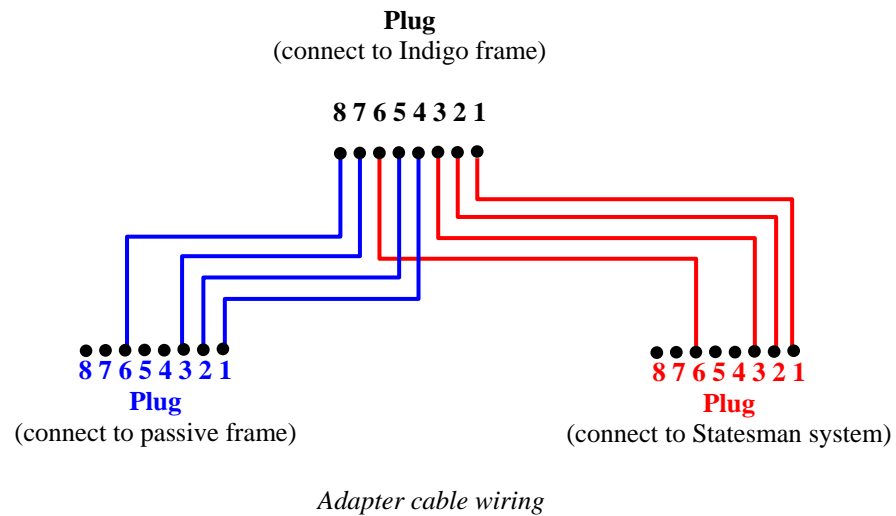 Plug
(connect to Indigo frame)
8 7 6 5 4 3 2 1
8 7 6 5 4 3 2 1
Plug
(connect to passive frame)
8 7 6 5 4 3 2 1
Plug
(connect to Statesman system)
Adapter cable wiring